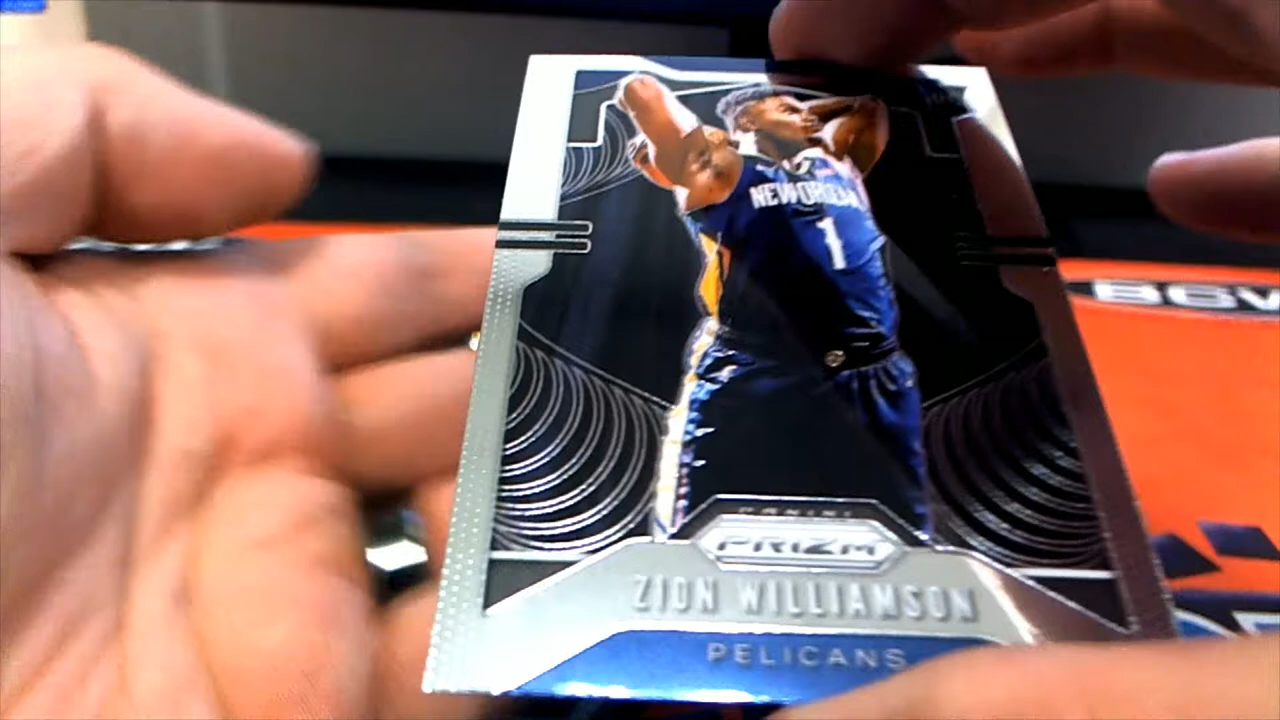 NEW ORLEANS
1
PANINI
PRIZM
ZION WILLIAMSON
PELICANS